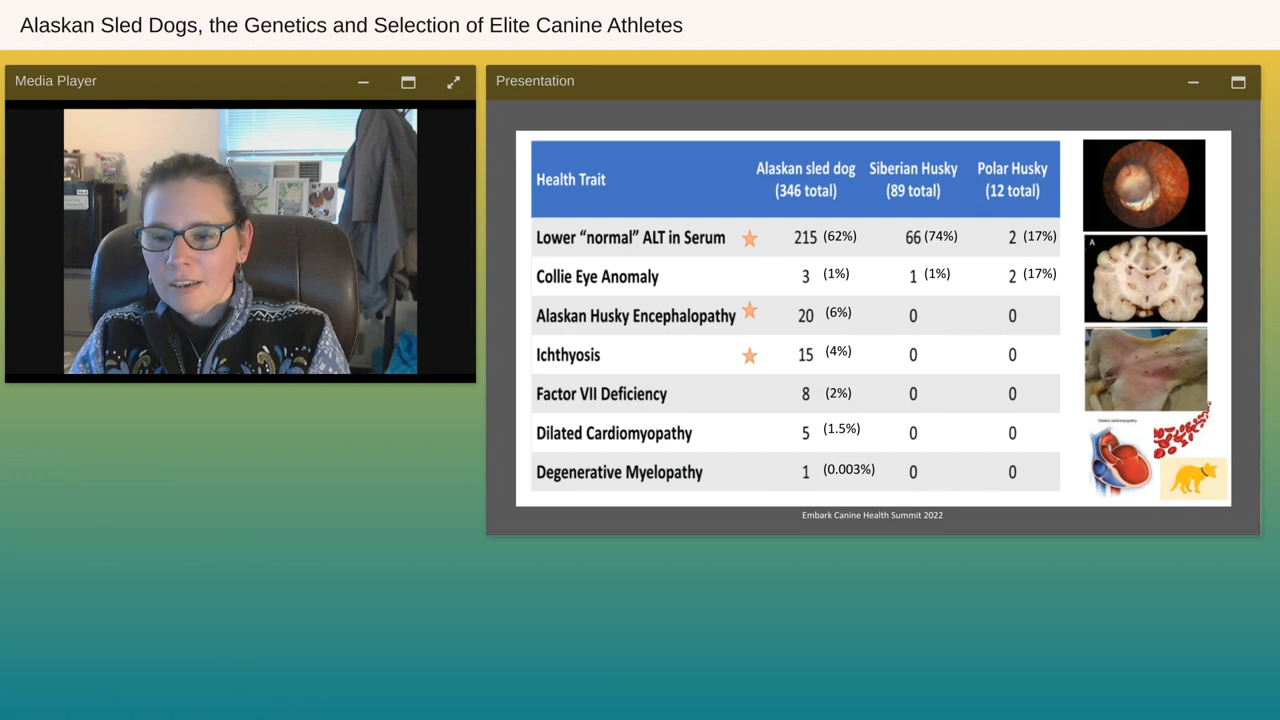 Alaskan Sled Dogs, the Genetics and Selection of Elite Canine Athletes
Media Player
Presentation
Health Trait
Alaskan sled dog (346 total)
Siberian Husky (89 total)
Polar Husky (12 total)
Lower “normal” ALT in Serum 215 (62%) 66 (74%) 2 (17%)
Collie Eye Anomaly 3 (1%) 1 (1%) 2 (17%)
Alaskan Husky Encephalopathy 20 (6%) 0 0
Ichthyosis 15 (4%) 0 0
Factor VII Deficiency 8 (2%) 0 0
Dilated Cardiomyopathy 5 (1.5%) 0 0
Degenerative Myelopathy 1 (0.003%) 0 0
A
Dilated cardiomyopathy
Embark Canine Health Summit 2022